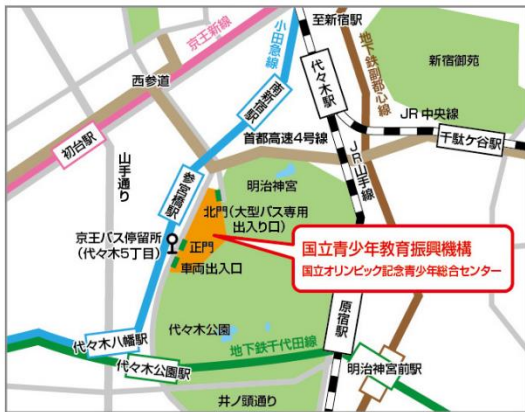 至新宿駅
京王新線
小田急線
地下鉄副都心線
新宿御苑
西参道
南新宿駅
代々木駅
JR中央線
千駄ケ谷駅
首都高速4号線
初台駅
山手通り
参宮橋駅
JR山手線
明治神宮
北門(大型バス専用
出入り口)
京王バス停留所
(代々木5丁目)
正門
車両出入口
国立青少年教育振興機構
国立オリンピック記念青少年総合センター
原宿駅
代々木公園
代々木八幡駅
地下鉄千代田線
代々木公園駅
明治神宮前駅
井ノ頭通り